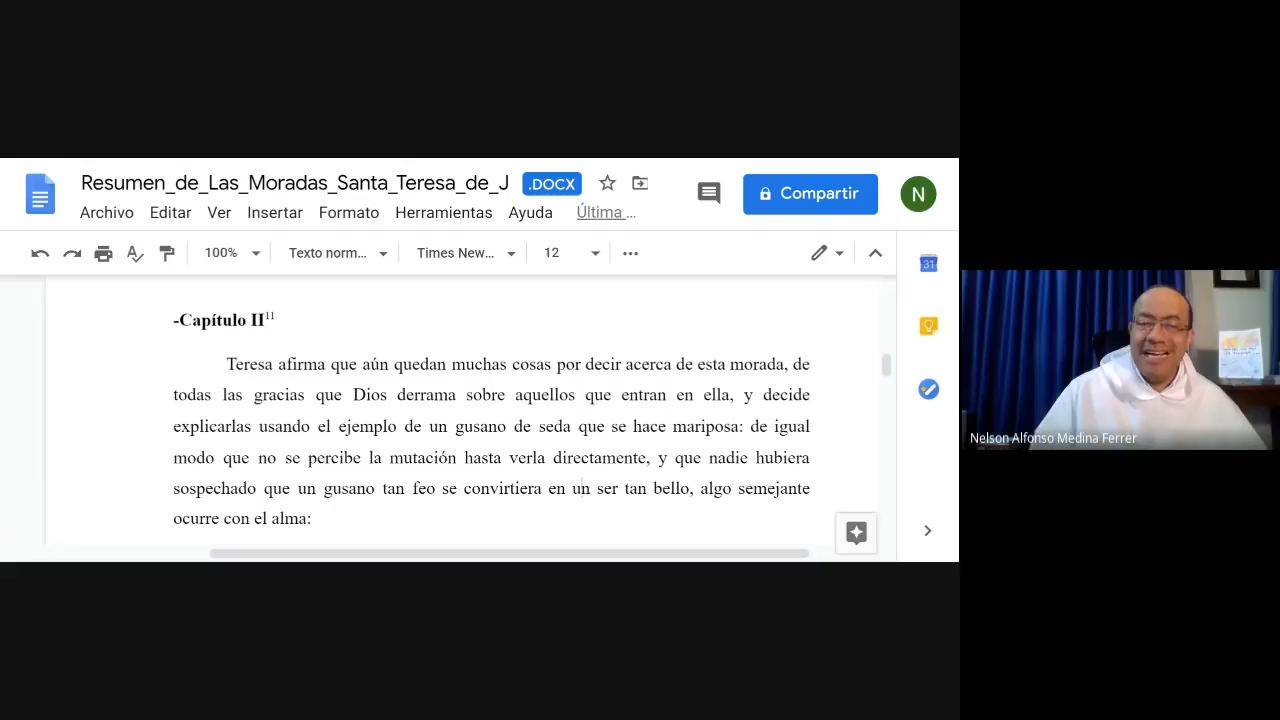 Resumen_de_Las_Moradas_Santa_Teresa_de_J .DOCX
Compartir
N
Archivo Editar Ver Insertar Formato Herramientas Ayuda Última ...
100% Texto norm... Times New... 12
31
-Capítulo II11
Teresa afirma que aún quedan muchas cosas por decir acerca de esta morada, de
todas las gracias que Dios derrama sobre aquellos que entran en ella, y decide
explicarlas usando el ejemplo de un gusano de seda que se hace mariposa: de igual
modo que no se percibe la mutación hasta verla directamente, y que nadie hubiera
sospechado que un gusano tan feo se convirtiera en un ser tan bello, algo semejante
ocurre con el alma:
Nelson Alfonso Medina Ferrer